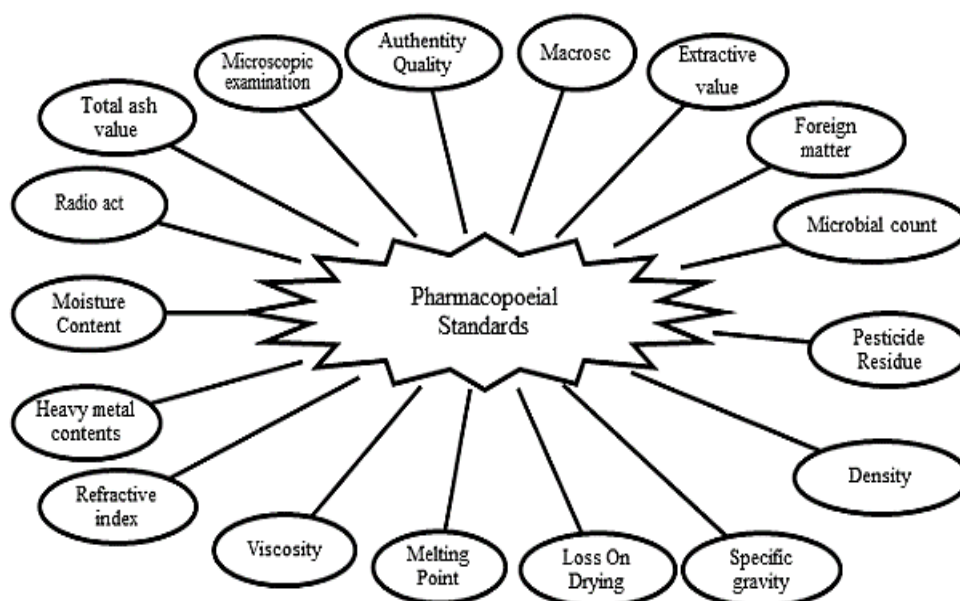 Authentity
Quality
Macrosc
Extractive
value
Microscopic
examination
Foreign
matter
Total ash
value
Microbial count
Radio act
Pharmacopoeial
Standards
Moisture
Content
Pesticide
Residue
Heavy metal
contents
Density
Refractive
index
Viscosity
Melting
Point
Loss On
Drying
Specific
gravity